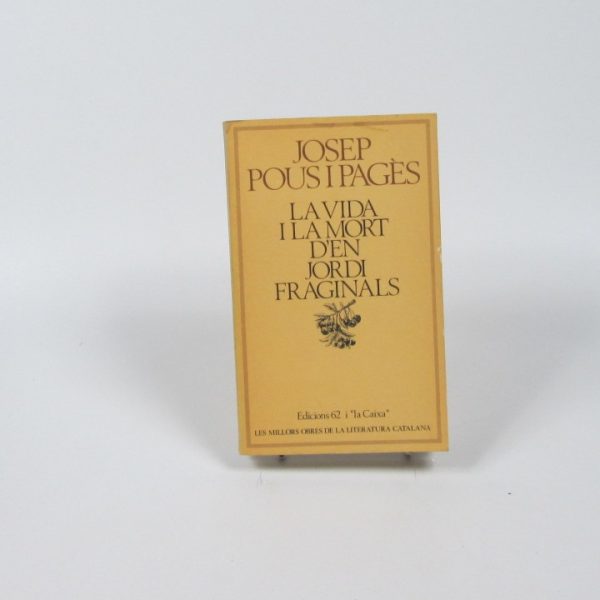 JOSEP
POUS I PAGÈS
LA VIDA
I LA MORT
D'EN
JORDI
FRAGINALS
Edicions 62 i "la Caixa"
LES MILLORS OBRES DE LA LITERATURA CATALANA